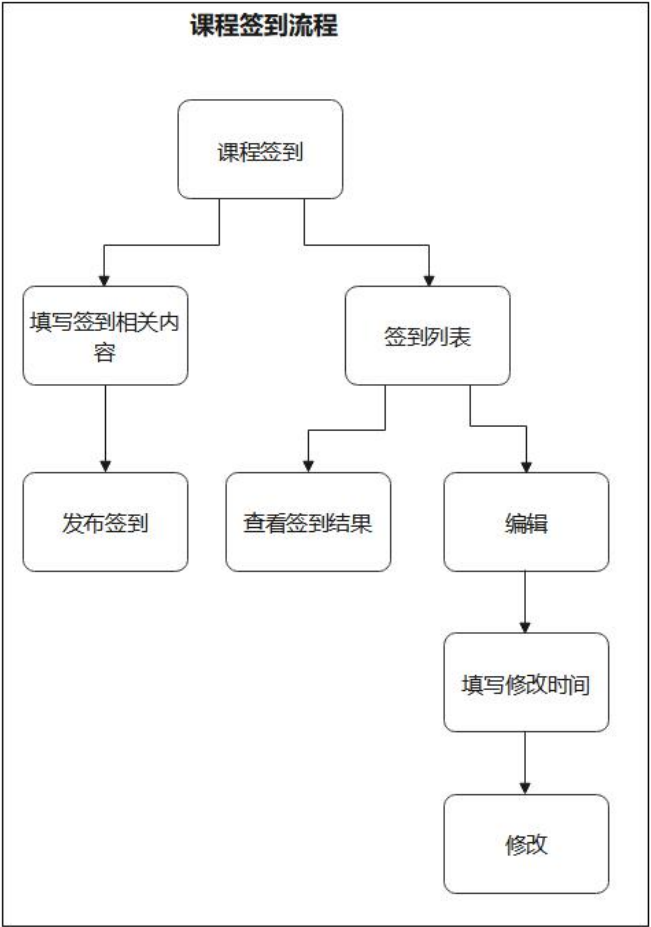 课程签到流程
课程签到
填写签到相关内
容
签到列表
发布签到
查看签到结果
编辑
填写修改时间
修改